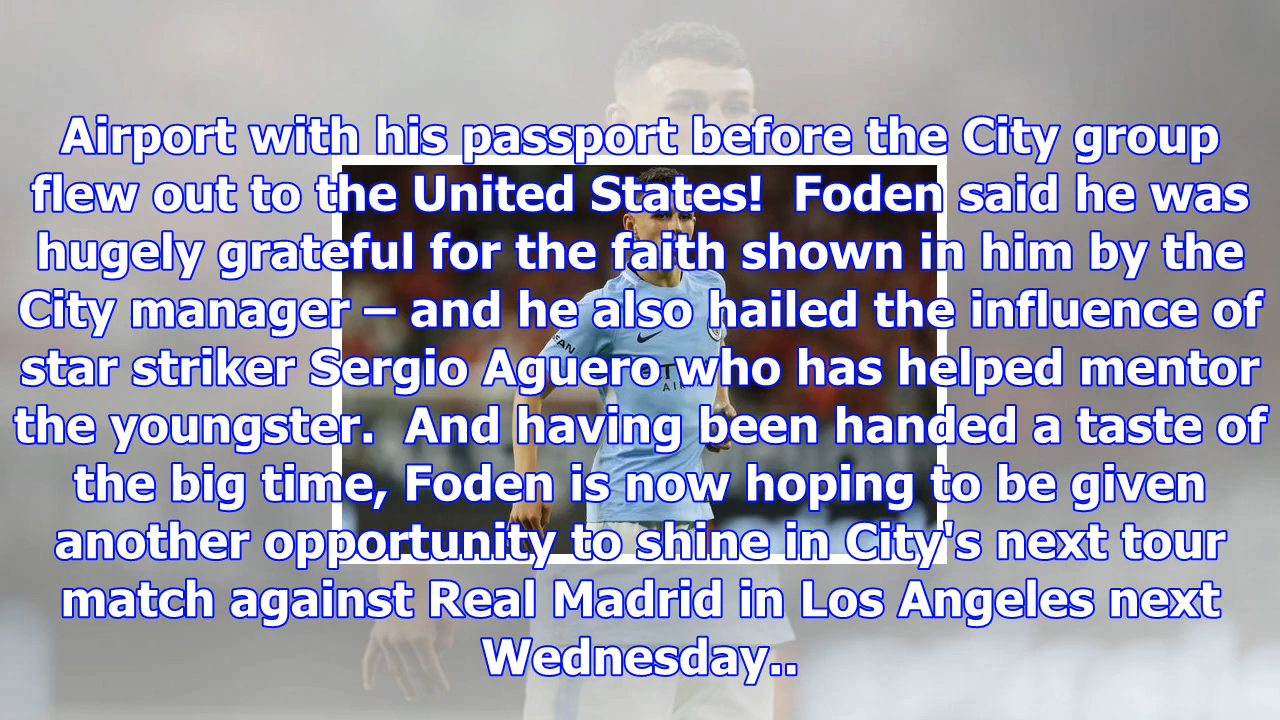 Airport with his passport before the City group
flew out to the United States!  Foden said he was
hugely grateful for the faith shown in him by the
City manager – and he also hailed the influence of
star striker Sergio Aguero who has helped mentor
the youngster.  And having been handed a taste of
the big time, Foden is now hoping to be given
another opportunity to shine in City's next tour
match against Real Madrid in Los Angeles next
Wednesday..